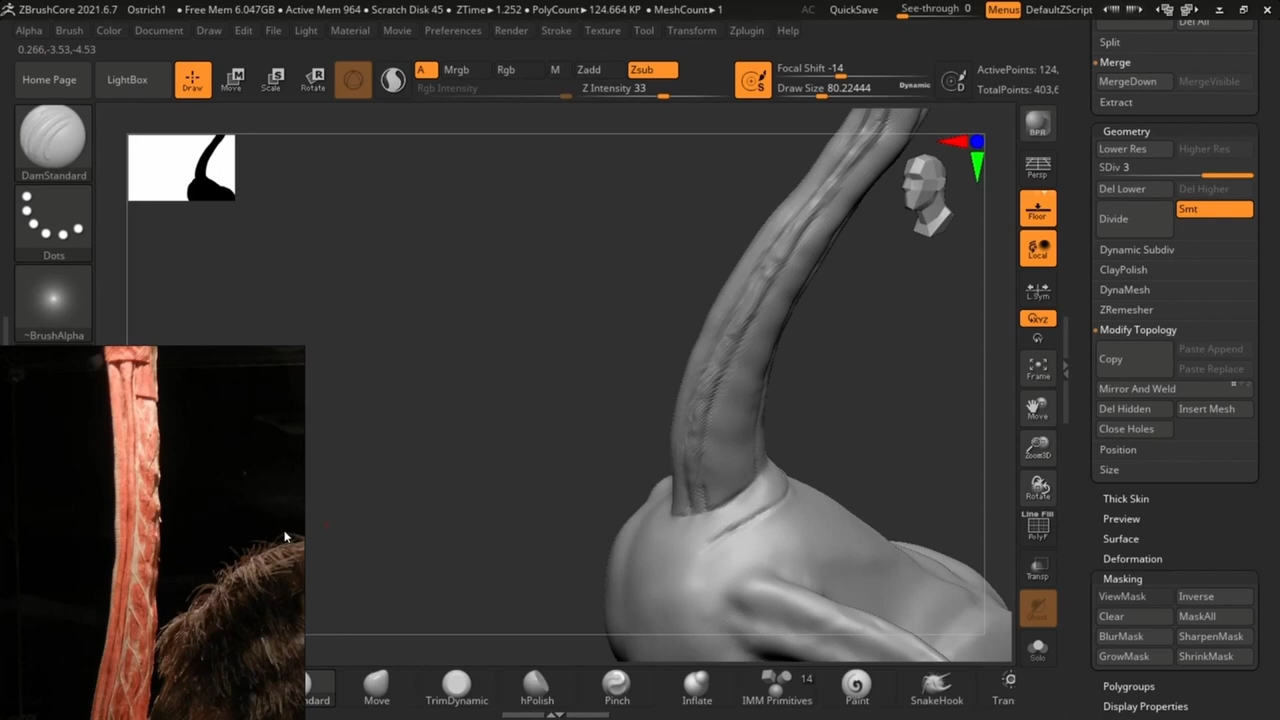 ZBrushCore 2021.6.7 Ostrich1 • Free Mem 6.047GB • Active Mem 964 • Scratch Disk 45 • ZTime▸1.252 • PolyCount▸124.664 KP • MeshCount▸1 AC QuickSave See-through 0 Menus DefaultZScript
Alpha Brush Color Document Draw Edit File Light Material Movie Preferences Render Stroke Texture Tool Transform Zplugin Help
0.266,-3.53,-4.53
Home Page LightBox Draw Move Scale Rotate A Mrgb Rgb M Zadd Zsub
Rgb Intensity Z Intensity 33
Focal Shift -14
Draw Size 80.22444 Dynamic
ActivePoints: 124,
TotalPoints: 403,6
DamStandard
Dots
~BrushAlpha
BPR
Persp
Floor
Local
L.Sym
XYZ
Frame
Move
Zoom3D
Rotate
Line Fill
PolyF
Transp
Ghost
Solo
Del All
Split
Merge
MergeDown MergeVisible
Extract
Geometry
Lower Res Higher Res
SDiv 3
Del Lower Del Higher
Divide Smt
Dynamic Subdiv
ClayPolish
DynaMesh
ZRemesher
Modify Topology
Copy Paste Append
Paste Replace
Mirror And Weld
Del Hidden Insert Mesh
Close Holes
Position
Size
Thick Skin
Preview
Surface
Deformation
Masking
ViewMask Inverse
Clear MaskAll
BlurMask SharpenMask
GrowMask ShrinkMask
Polygroups
Display Properties
ndard Move TrimDynamic hPolish Pinch Inflate IMM Primitives 14 Paint SnakeHook Tran